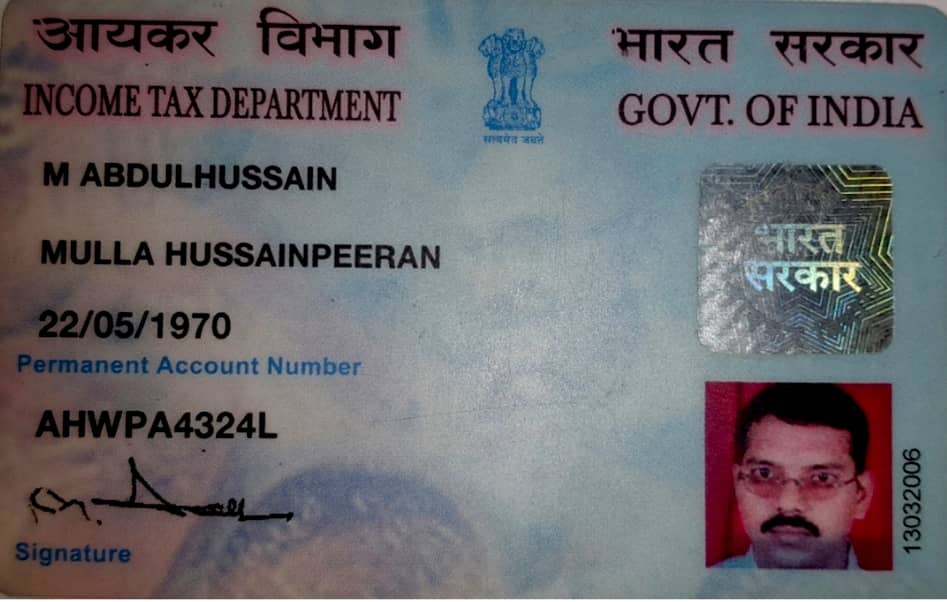 आयकर विभाग
INCOME TAX DEPARTMENT
सत्यमेव जयते
भारत सरकार
GOVT. OF INDIA
M ABDULHUSSAIN
MULLA HUSSAINPEERAN
22/05/1970
Permanent Account Number
AHWPA4324L
Signature
भारत
सरकार
13032006